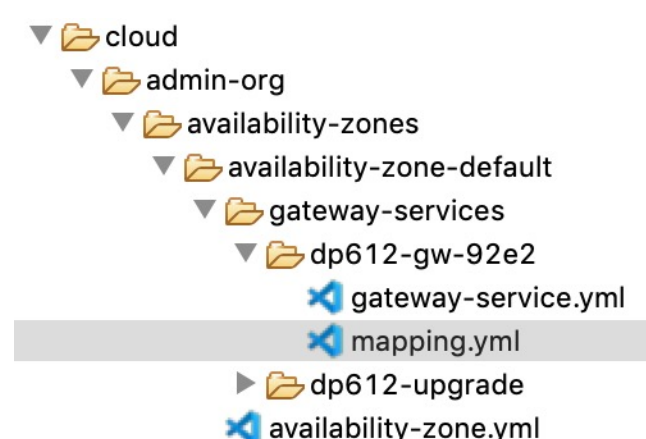 cloud
admin-org
availability-zones
availability-zone-default
gateway-services
dp612-gw-92e2
gateway-service.yml
mapping.yml
dp612-upgrade
availability-zone.yml